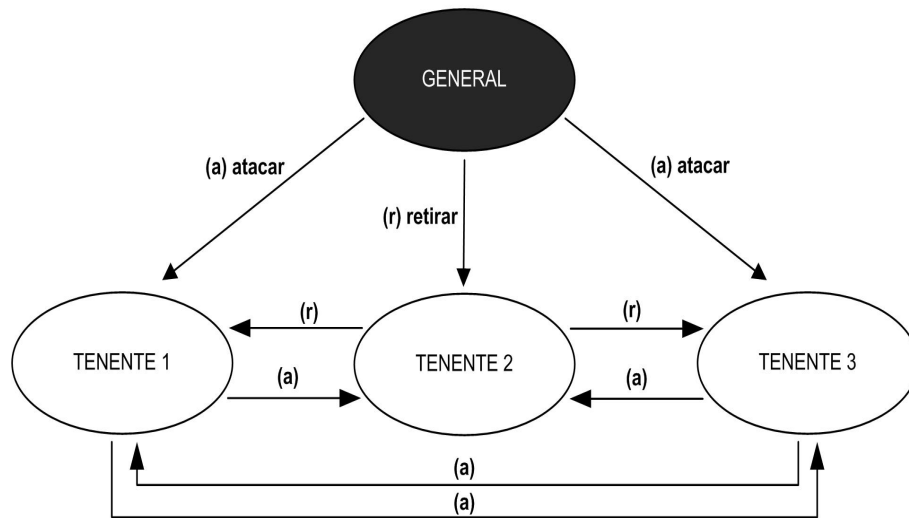 GENERAL
(a) atacar
(a) atacar
(r) retirar
(r)
(r)
TENENTE 1
TENENTE 2
TENENTE 3
(a)
(a)
(a)
(a)